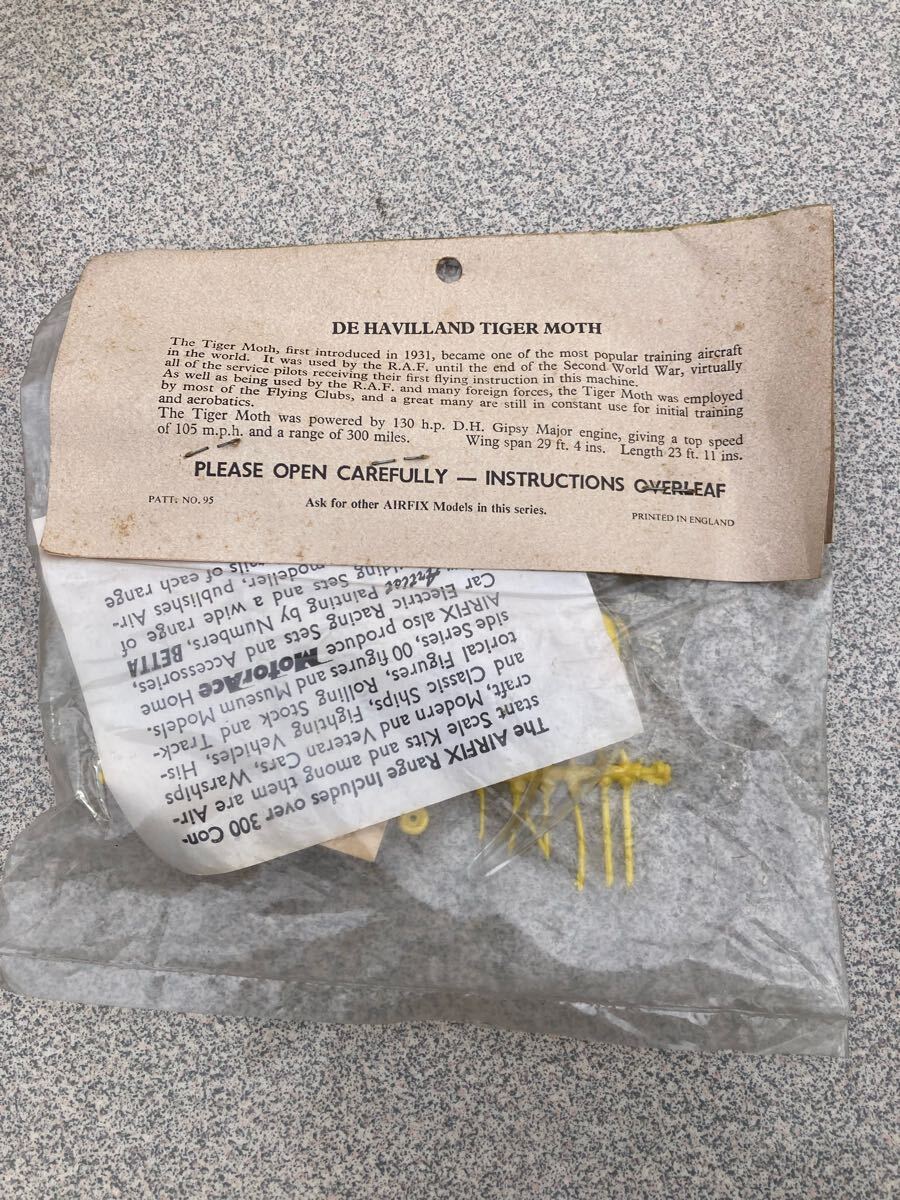 DE HAVILLAND TIGER MOTH
The Tiger Moth, first introduced in 1931, became one of the most popular training aircraft
in the world. It was used by the R.A.F. until the end of the Second World War, virtually
all of the service pilots receiving their first flying instruction in this machine.
As well as being used by the R.A.F. and many foreign forces, the Tiger Moth was employed
by most of the Flying Clubs, and a great many are still in constant use for initial training
and aerobatics.
The Tiger Moth was powered by 130 h.p. D.H. Gipsy Major engine, giving a top speed
of 105 m.p.h. and a range of 300 miles. Wing span 29 ft. 4 ins. Length 23 ft. 11 ins.
PLEASE OPEN CAREFULLY — INSTRUCTIONS OVERLEAF
PATT. NO. 95
Ask for other AIRFIX Models in this series.
PRINTED IN ENGLAND
The AIRFIX Range Includes over 300 Con-
stant Scale Kits and among them are Air-
craft, Modern and Veteran Cars, Warships
and Classic Ships, Fighting Vehicles, His-
torical Figures, Rolling Stock and Track-
side Series, 00 figures and Museum Models.
AIRFIX also produce MotorAce Home
Car Electric Racing Sets and Accessories,
Artist Painting by Numbers, BETTA
Sets and a wide range of
modeller, publishes Air-
of each range